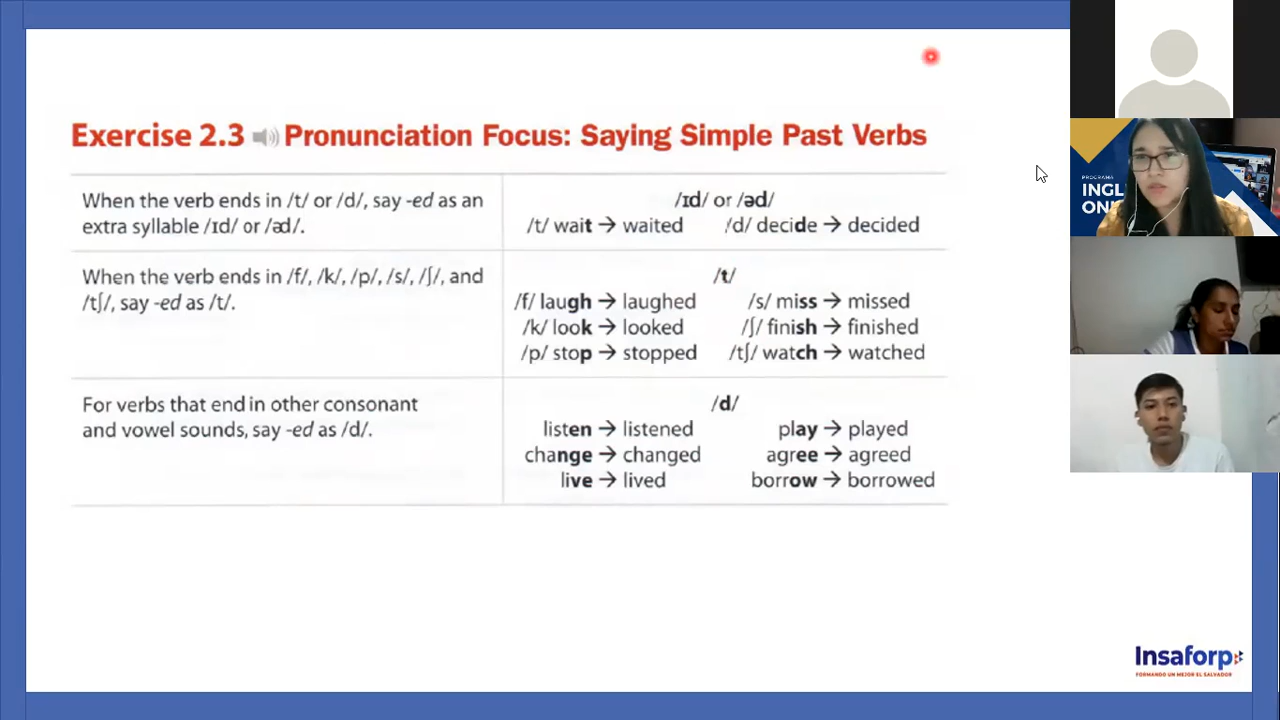 Exercise 2.3 Pronunciation Focus: Saying Simple Past Verbs
When the verb ends in /t/ or /d/, say -ed as an
extra syllable /ɪd/ or /əd/.
/ɪd/ or /əd/
/t/ wait → waited /d/ decide → decided
When the verb ends in /f/, /k/, /p/, /s/, /ʃ/, and
/tʃ/, say -ed as /t/.
/t/
/f/ laugh → laughed /s/ miss → missed
/k/ look → looked /ʃ/ finish → finished
/p/ stop → stopped /tʃ/ watch → watched
For verbs that end in other consonant
and vowel sounds, say -ed as /d/.
/d/
listen → listened play → played
change → changed agree → agreed
live → lived borrow → borrowed
PROGRAMA
INGL
ON
Insaforp
FORMANDO UN MEJOR EL SALVADOR